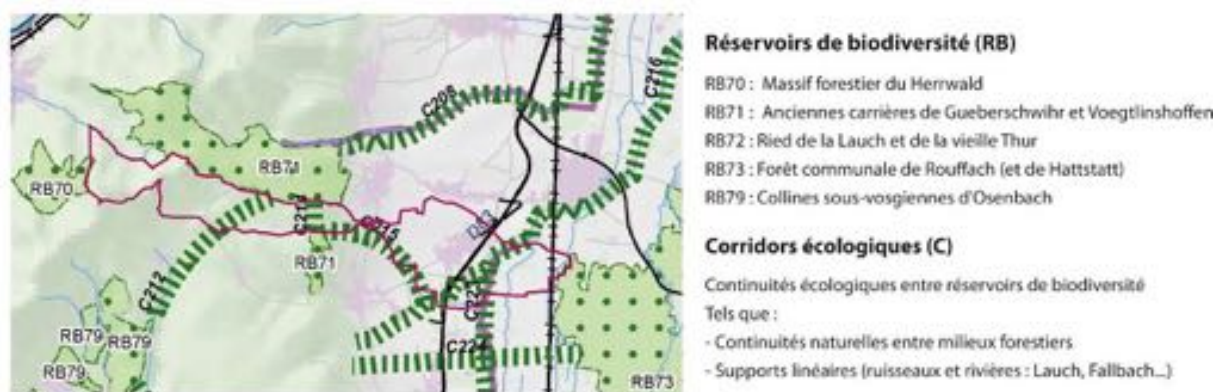 Réservoirs de biodiversité (RB)
RB70 : Massif forestier du Herrwald
RB71 : Anciennes carrières de Gueberschwihr et Voegtlinshoffen
RB72 : Ried de la Lauch et de la vieille Thur
RB73 : Forêt communale de Rouffach (et de Hattstatt)
RB79 : Collines sous-vosgiennes d'Osenbach
Corridors écologiques (C)
Continuités écologiques entre réservoirs de biodiversité
Tels que :
- Continuités naturelles entre milieux forestiers
- Supports linéaires (ruisseaux et rivières : Lauch, Fallbach...)
C216
C208
RB71
RB70
C215
D83
RB71
C212
RB79
RB79
RB79
C224
RB73